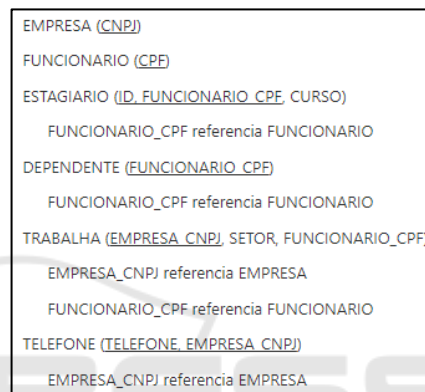 EMPRESA (CNPJ)
FUNCIONARIO (CPF)
ESTAGIARIO (ID, FUNCIONARIO_CPF, CURSO)
FUNCIONARIO_CPF referencia FUNCIONARIO
DEPENDENTE (FUNCIONARIO_CPF)
FUNCIONARIO_CPF referencia FUNCIONARIO
TRABALHA (EMPRESA_CNPJ, SETOR, FUNCIONARIO_CPF)
EMPRESA_CNPJ referencia EMPRESA
FUNCIONARIO_CPF referencia FUNCIONARIO
TELEFONE (TELEFONE, EMPRESA_CNPJ)
EMPRESA_CNPJ referencia EMPRESA